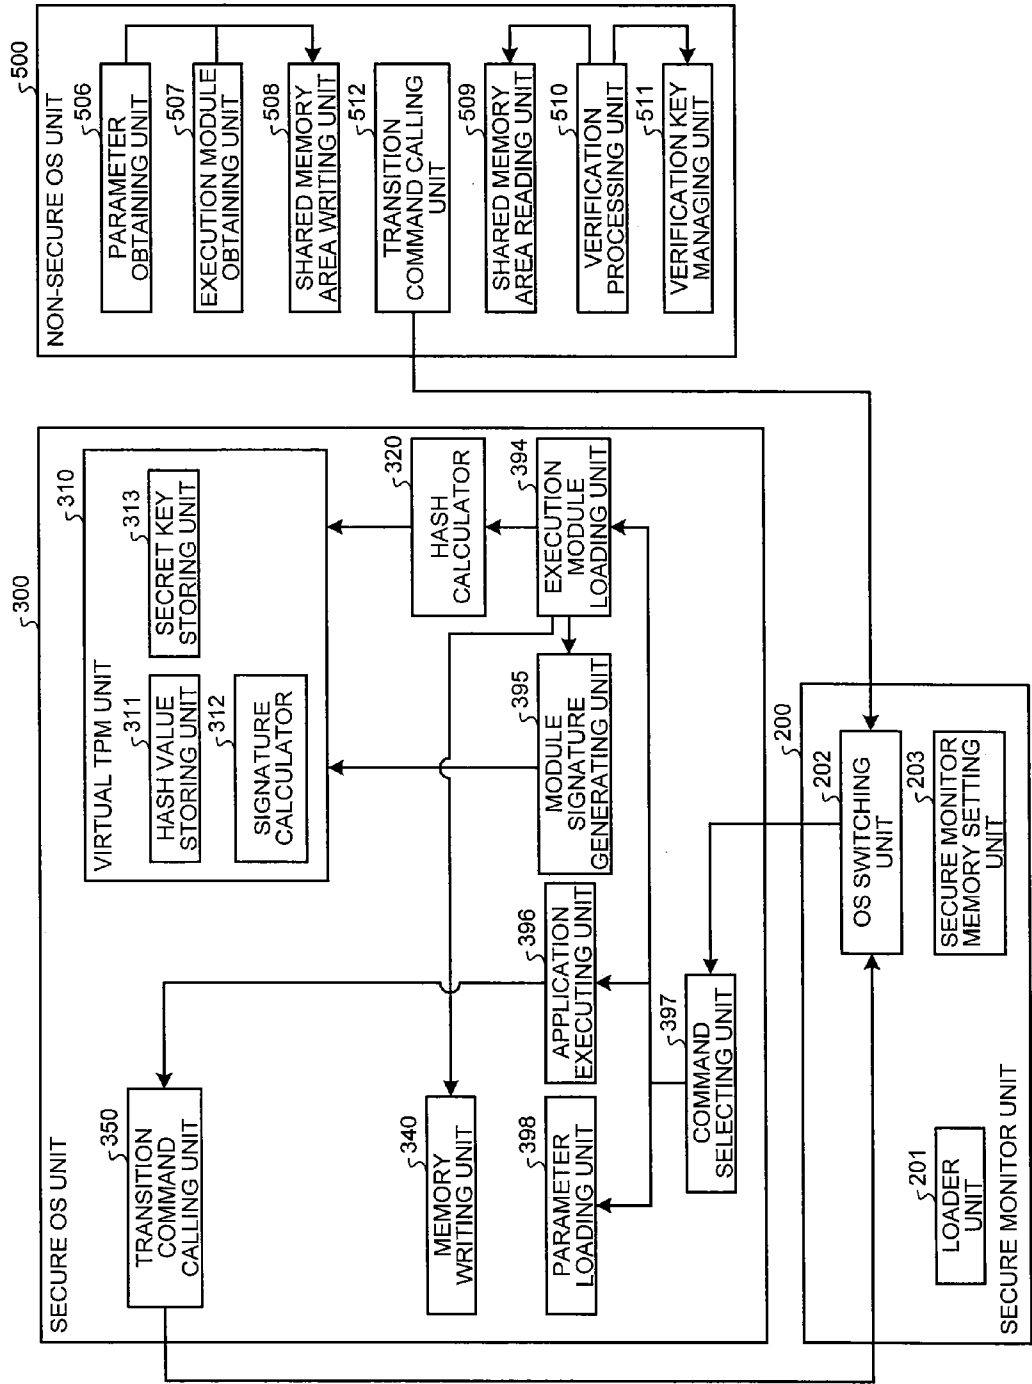 300
SECURE OS UNIT
350
TRANSITION
COMMAND
CALLING UNIT
310
VIRTUAL TPM UNIT
311
HASH VALUE
STORING UNIT
313
SECRET KEY
STORING UNIT
312
SIGNATURE
CALCULATOR
340
MEMORY
WRITING UNIT
320
HASH
CALCULATOR
398
PARAMETER
LOADING UNIT
396
APPLICATION
EXECUTING UNIT
395
MODULE
SIGNATURE
GENERATING UNIT
394
EXECUTION
MODULE
LOADING UNIT
397
COMMAND
SELECTING UNIT
500
NON-SECURE OS UNIT
506
PARAMETER
OBTAINING UNIT
507
EXECUTION MODULE
OBTAINING UNIT
508
SHARED MEMORY
AREA WRITING UNIT
512
TRANSITION
COMMAND CALLING
UNIT
509
SHARED MEMORY
AREA READING UNIT
510
VERIFICATION
PROCESSING UNIT
511
VERIFICATION KEY
MANAGING UNIT
200
201
LOADER
UNIT
202
OS SWITCHING
UNIT
203
SECURE MONITOR
MEMORY SETTING
UNIT
SECURE MONITOR UNIT